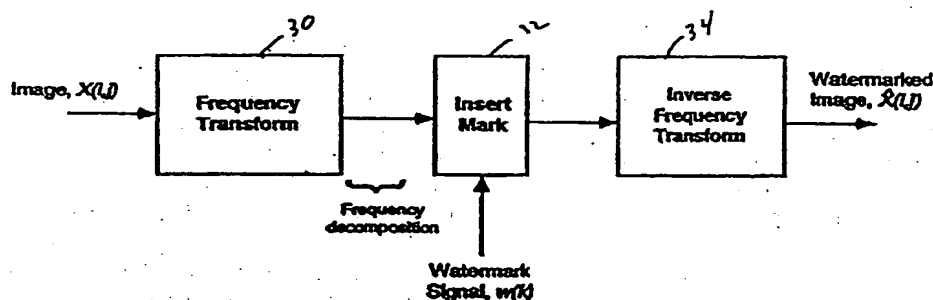 30
32
34
Image, X(i,j)
Frequency
Transform
Insert
Mark
Inverse
Frequency
Transform
Watermarked
Image, X̂(i,j)
Frequency
decomposition
Watermark
Signal, w(k)